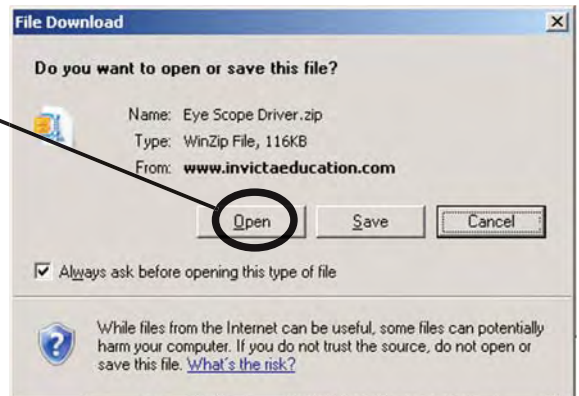 File Download
Do you want to open or save this file?
Name: Eye Scope Driver.zip
Type: WinZip File, 116KB
From: www.invictaeducation.com
Open Save Cancel
Always ask before opening this type of file
While files from the Internet can be useful, some files can potentially
harm your computer. If you do not trust the source, do not open or
save this file. What's the risk?